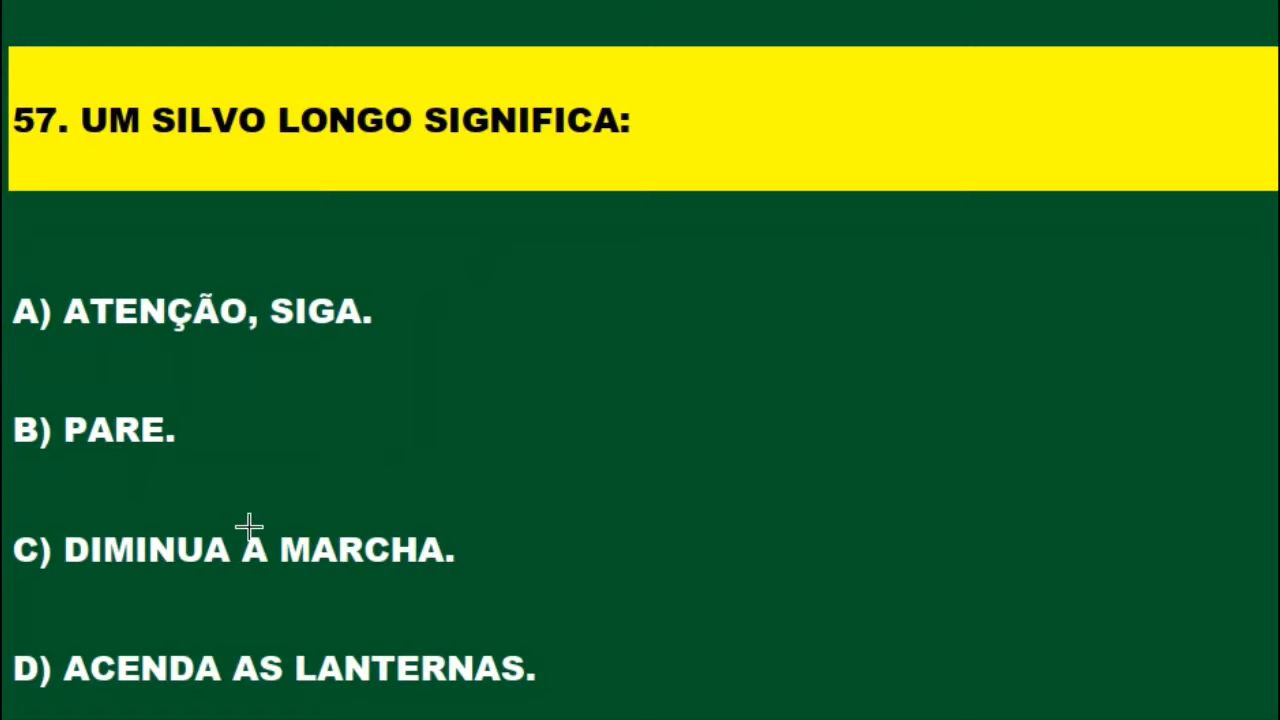 57. UM SILVO LONGO SIGNIFICA:
A) ATENÇÃO, SIGA.
B) PARE.
C) DIMINUA A MARCHA.
D) ACENDA AS LANTERNAS.